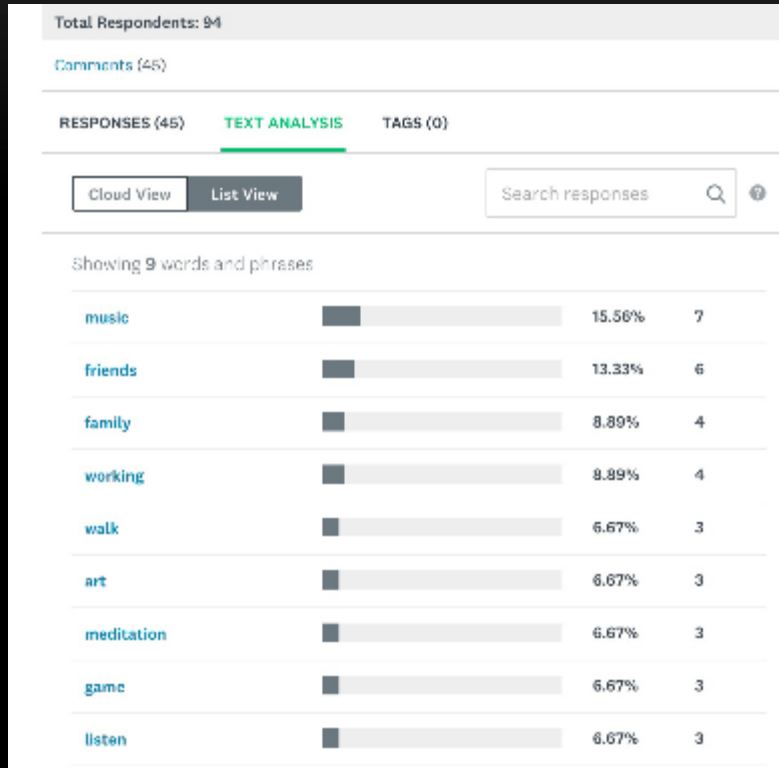 Total Respondents: 94
Comments (45)
RESPONSES (45) TEXT ANALYSIS TAGS (0)
Cloud View List View Search responses ?
Showing 9 words and phrases
music 15.56% 7
friends 13.33% 6
family 8.89% 4
working 8.89% 4
walk 6.67% 3
art 6.67% 3
meditation 6.67% 3
game 6.67% 3
listen 6.67% 3